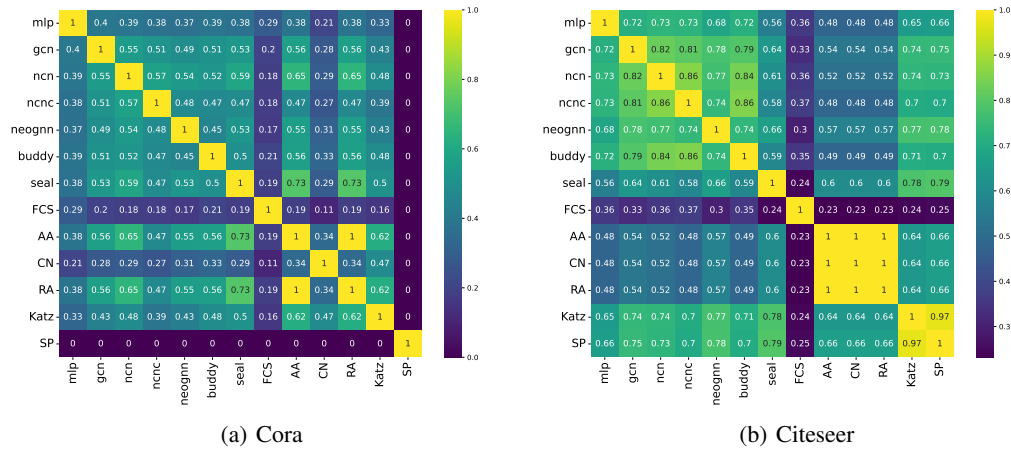 mlp 1 0.4 0.39 0.38 0.37 0.39 0.38 0.29 0.38 0.21 0.38 0.33 0
gcn 0.4 1 0.55 0.51 0.49 0.51 0.53 0.2 0.56 0.28 0.56 0.43 0
ncn 0.39 0.55 1 0.57 0.54 0.52 0.59 0.18 0.65 0.29 0.65 0.48 0
ncnc 0.38 0.51 0.57 1 0.48 0.47 0.47 0.18 0.47 0.27 0.47 0.39 0
neognn 0.37 0.49 0.54 0.48 1 0.45 0.53 0.17 0.55 0.31 0.55 0.43 0
buddy 0.39 0.51 0.52 0.47 0.45 1 0.5 0.21 0.56 0.33 0.56 0.48 0
seal 0.38 0.53 0.59 0.47 0.53 0.5 1 0.19 0.73 0.29 0.73 0.5 0
FCS 0.29 0.2 0.18 0.18 0.17 0.21 0.19 1 0.19 0.11 0.19 0.16 0
AA 0.38 0.56 0.65 0.47 0.55 0.56 0.73 0.19 1 0.34 1 0.62 0
CN 0.21 0.28 0.29 0.27 0.31 0.33 0.29 0.11 0.34 1 0.34 0.47 0
RA 0.38 0.56 0.65 0.47 0.55 0.56 0.73 0.19 1 0.34 1 0.62 0
Katz 0.33 0.43 0.48 0.39 0.43 0.48 0.5 0.16 0.62 0.47 0.62 1 0
SP 0 0 0 0 0 0 0 0 0 0 0 0 1
mlp gcn ncn ncnc neognn buddy seal FCS AA CN RA Katz SP
1.0
0.8
0.6
0.4
0.2
0.0
(a) Cora
mlp 1 0.72 0.73 0.73 0.68 0.72 0.56 0.36 0.48 0.48 0.48 0.65 0.66
gcn 0.72 1 0.82 0.81 0.78 0.79 0.64 0.33 0.54 0.54 0.54 0.74 0.75
ncn 0.73 0.82 1 0.86 0.77 0.84 0.61 0.36 0.52 0.52 0.52 0.74 0.73
ncnc 0.73 0.81 0.86 1 0.74 0.86 0.58 0.37 0.48 0.48 0.48 0.7 0.7
neognn 0.68 0.78 0.77 0.74 1 0.74 0.66 0.3 0.57 0.57 0.57 0.77 0.78
buddy 0.72 0.79 0.84 0.86 0.74 1 0.59 0.35 0.49 0.49 0.49 0.71 0.7
seal 0.56 0.64 0.61 0.58 0.66 0.59 1 0.24 0.6 0.6 0.6 0.78 0.79
FCS 0.36 0.33 0.36 0.37 0.3 0.35 0.24 1 0.23 0.23 0.23 0.24 0.25
AA 0.48 0.54 0.52 0.48 0.57 0.49 0.6 0.23 1 1 1 0.64 0.66
CN 0.48 0.54 0.52 0.48 0.57 0.49 0.6 0.23 1 1 1 0.64 0.66
RA 0.48 0.54 0.52 0.48 0.57 0.49 0.6 0.23 1 1 1 0.64 0.66
Katz 0.65 0.74 0.74 0.7 0.77 0.71 0.78 0.24 0.64 0.64 0.64 1 0.97
SP 0.66 0.75 0.73 0.7 0.78 0.7 0.79 0.25 0.66 0.66 0.66 0.97 1
mlp gcn ncn ncnc neognn buddy seal FCS AA CN RA Katz SP
1.0
0.9
0.8
0.7
0.6
0.5
0.4
0.3
(b) Citeseer